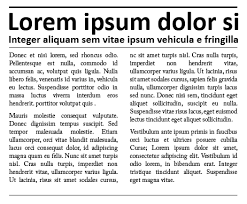 Lorem ipsum dolor si
Integer aliquam sem vitae ipsum vehicula e fringilla
Donec et nisi lorem, sed rhoncus odio.
Pellentesque est nulla, commodo id
accumsan ac, volutpat quis ligula. Nulla
libero felis, venenatis id varius in, vehicula
eu lectus. Suspendisse porttitor odio in
massa luctus viverra interdum eros
hendrerit, porttitor volutpat quis .
Mauris molestie consequat vulputate.
Donec dignissim tempus suscipit. Sed
tempor malesuada molestie. Etiam
ullamcorper, orci vitae blandit malesuada,
lacus orci consequat dolor, id adipiscing
magna quam eu felis. Nunc sit amet turpis
nisl. Cras nulla turpis, imperdiet non
hendrerit vitae, ullamcorper varius ligula.
Ut lacinia, risus sit amet sodales cursus,
nc sit amet turpis nisl. Cras nulla turpis,
imperdiet non hendrerit vitae,
ullamcorper varius ligula. Ut lacinia, risus
sit amet sodales cursus, sapien felis gravida
nulla, ullamcorper dignissim turpis lacus
sed nunc. Donec nisi sem, tincidunt eget
aliquet sollicitudin, suscipit eu nulla.
Suspendisse vitae risus lacus, eget euismod
lectus tincidunt eget aliquet sollicitudin.
Vestibulum ante ipsum primis in faucibus
orci luctus et ultrices posuere cubilia
Curae; Lorem ipsum dolor sit amet,
consectetur adipiscing elit. Vestibulum id
odio lorem, in bibendum erat. Integer
tristique tincidunt aliquet. Suspendisse
eget magna vitae.